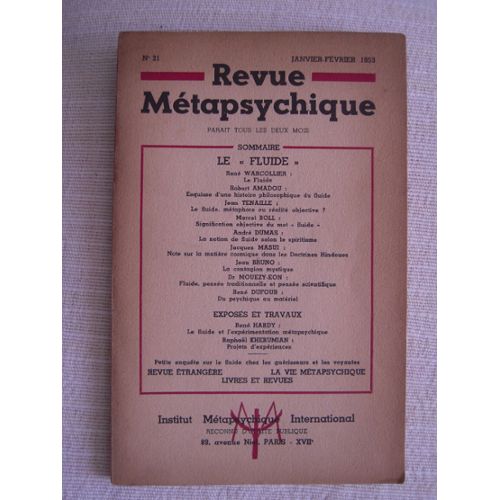 N° 21 JANVIER-FÉVRIER 1953
Revue
Métapsychique
PARAIT TOUS LES DEUX MOIS
SOMMAIRE
LE « FLUIDE »
René WARCOLLIER :
Le Fluide
Robert AMADOU :
Esquisse d'une histoire philosophique du fluide
Jean TENAILLE :
Le fluide, métaphore ou réalité objective ?
Marcel BOLL :
Signification objective du mot « fluide »
André DUMAS :
La notion de fluide selon le spiritisme
Jacques MASUI :
Note sur la matière cosmique dans les Doctrines Hindoues
Jean BRUNO :
La contagion mystique
Dr MOUEZY-EON :
Fluide, pensée traditionnelle et pensée scientifique
René DUFOUR :
Du psychique au matériel
EXPOSÉS ET TRAVAUX
René HARDY :
Le fluide et l'expérimentation métapsychique
Raphaël KHERUMIAN :
Projets d'expériences
Petite enquête sur le fluide chez les guérisseurs et les voyantes
REVUE ÉTRANGÈRE LA VIE MÉTAPSYCHIQUE
LIVRES ET REVUES
Institut Métapsychique International
RECONNU D'UTILITÉ PUBLIQUE
89, avenue Niel, PARIS - XVIIe